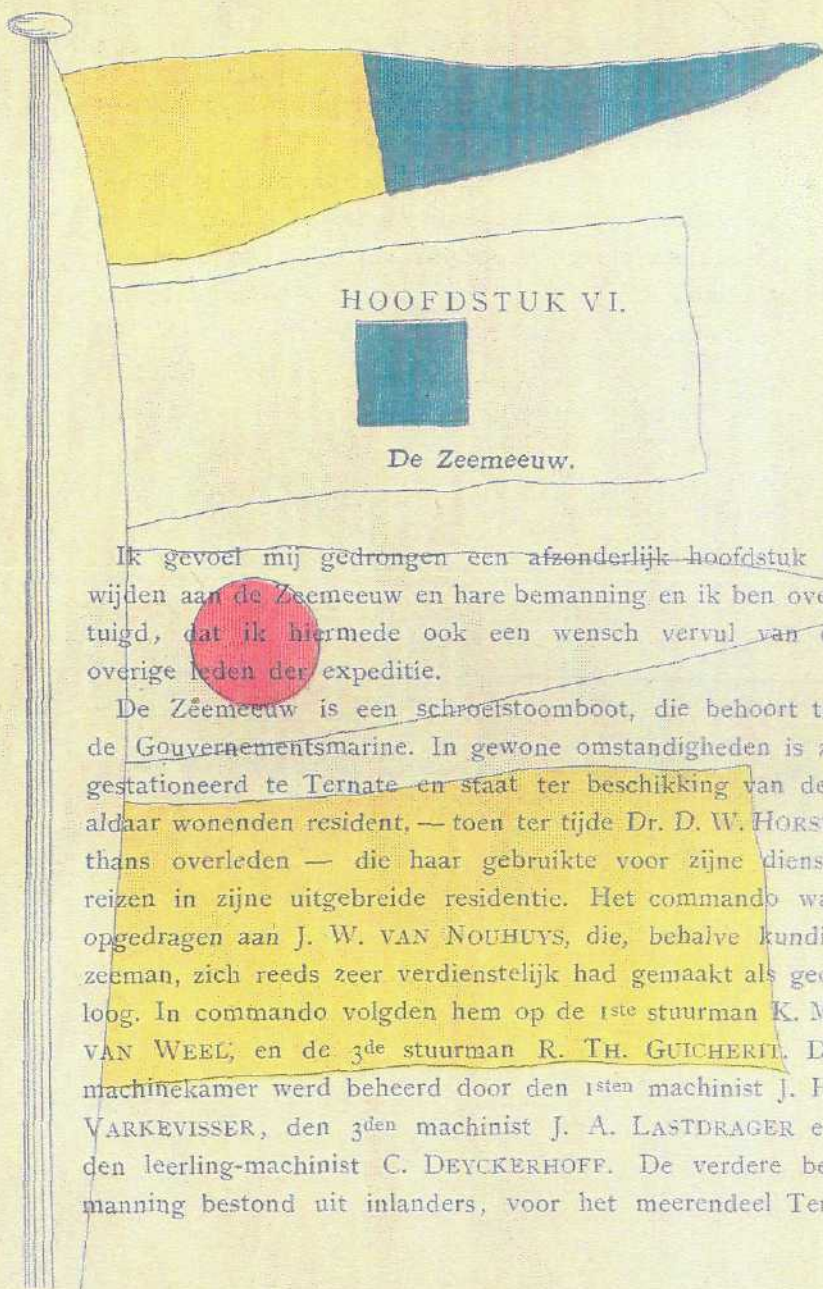 HOOFDSTUK VI.
De Zeemeeuw.
Ik gevoel mij gedrongen een afzonderlijk hoofdstuk
wijden aan de Zeemeeuw en hare bemanning en ik ben ove
tuigd, dat ik hiermede ook een wensch vervul van
overige leden der expeditie.
De Zeemeeuw is een schroefstoomboot, die behoort t
de Gouvernementsmarine. In gewone omstandigheden is z
gestationeerd te Ternate en staat ter beschikking van de
aldaar wonenden resident, — toen ter tijde Dr. D. W. HORST
thans overleden — die haar gebruikte voor zijne diens
reizen in zijne uitgebreide residentie. Het commando wa
opgedragen aan J. W. VAN NOUHUYS, die, behalve kundi
zeeman, zich reeds zeer verdienstelijk had gemaakt als geo
loog. In commando volgden hem op de 1ste stuurman K. M
VAN WEEL, en de 3de stuurman R. TH. GUICHERIT. D
machinekamer werd beheerd door den 1sten machinist J. H
VARKEVISSER, den 3den machinist J. A. LASTDRAGER e
den leerling-machinist C. DEYCKERHOFF. De verdere be
manning bestond uit inlanders, voor het meerendeel Ter